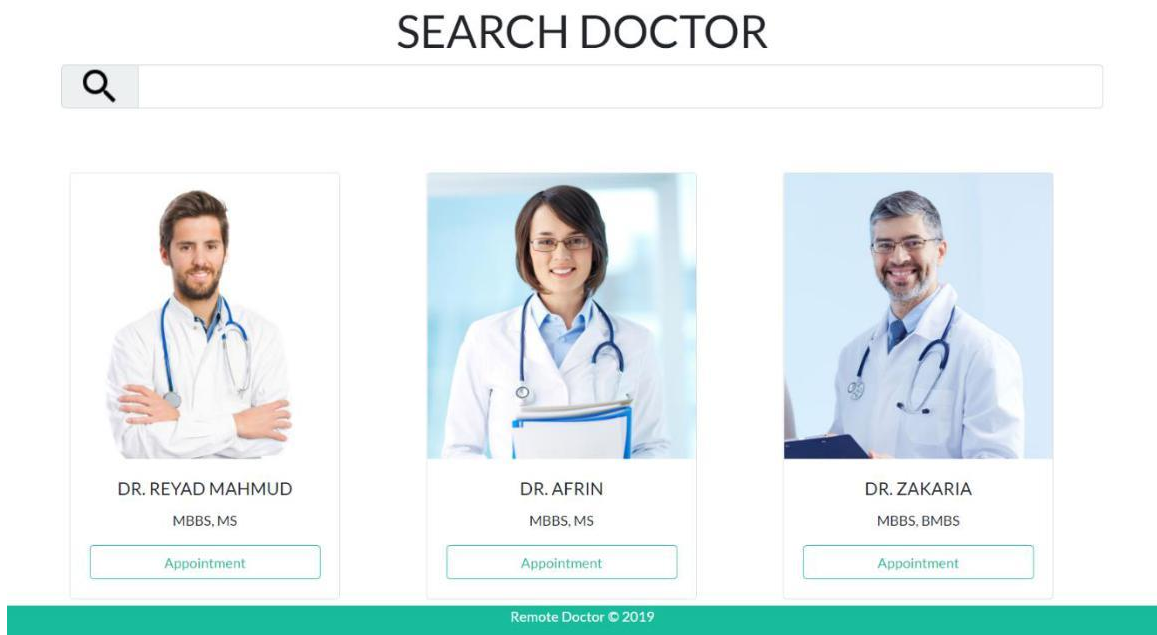 SEARCH DOCTOR
DR. REYAD MAHMUD
MBBS, MS
Appointment
DR. AFRIN
MBBS, MS
Appointment
DR. ZAKARIA
MBBS, BMBS
Appointment
Remote Doctor © 2019